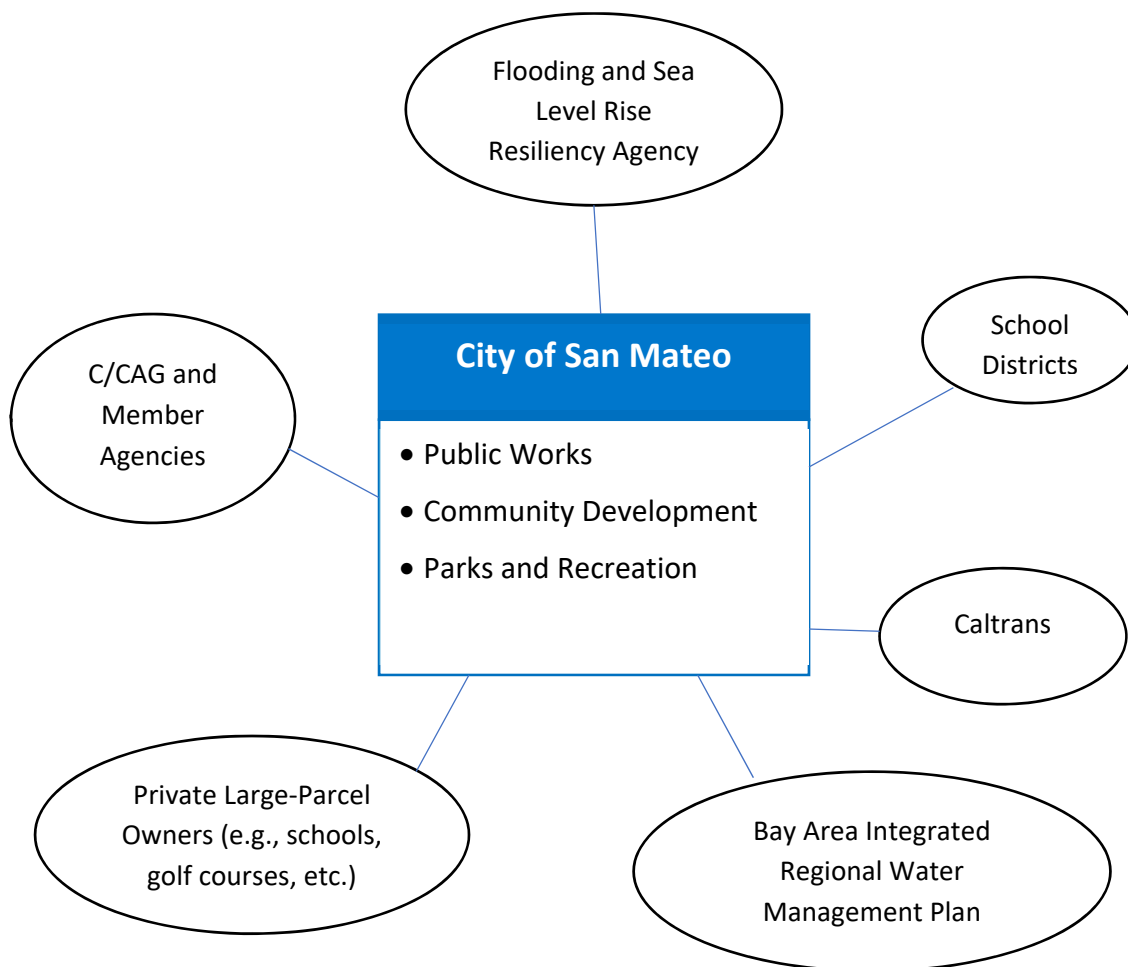 Flooding and Sea
Level Rise
Resiliency Agency
School
Districts
City of San Mateo
C/CAG and
Member
Agencies
• Public Works
• Community Development
• Parks and Recreation
Caltrans
Private Large-Parcel
Owners (e.g., schools,
golf courses, etc.)
Bay Area Integrated
Regional Water
Management Plan